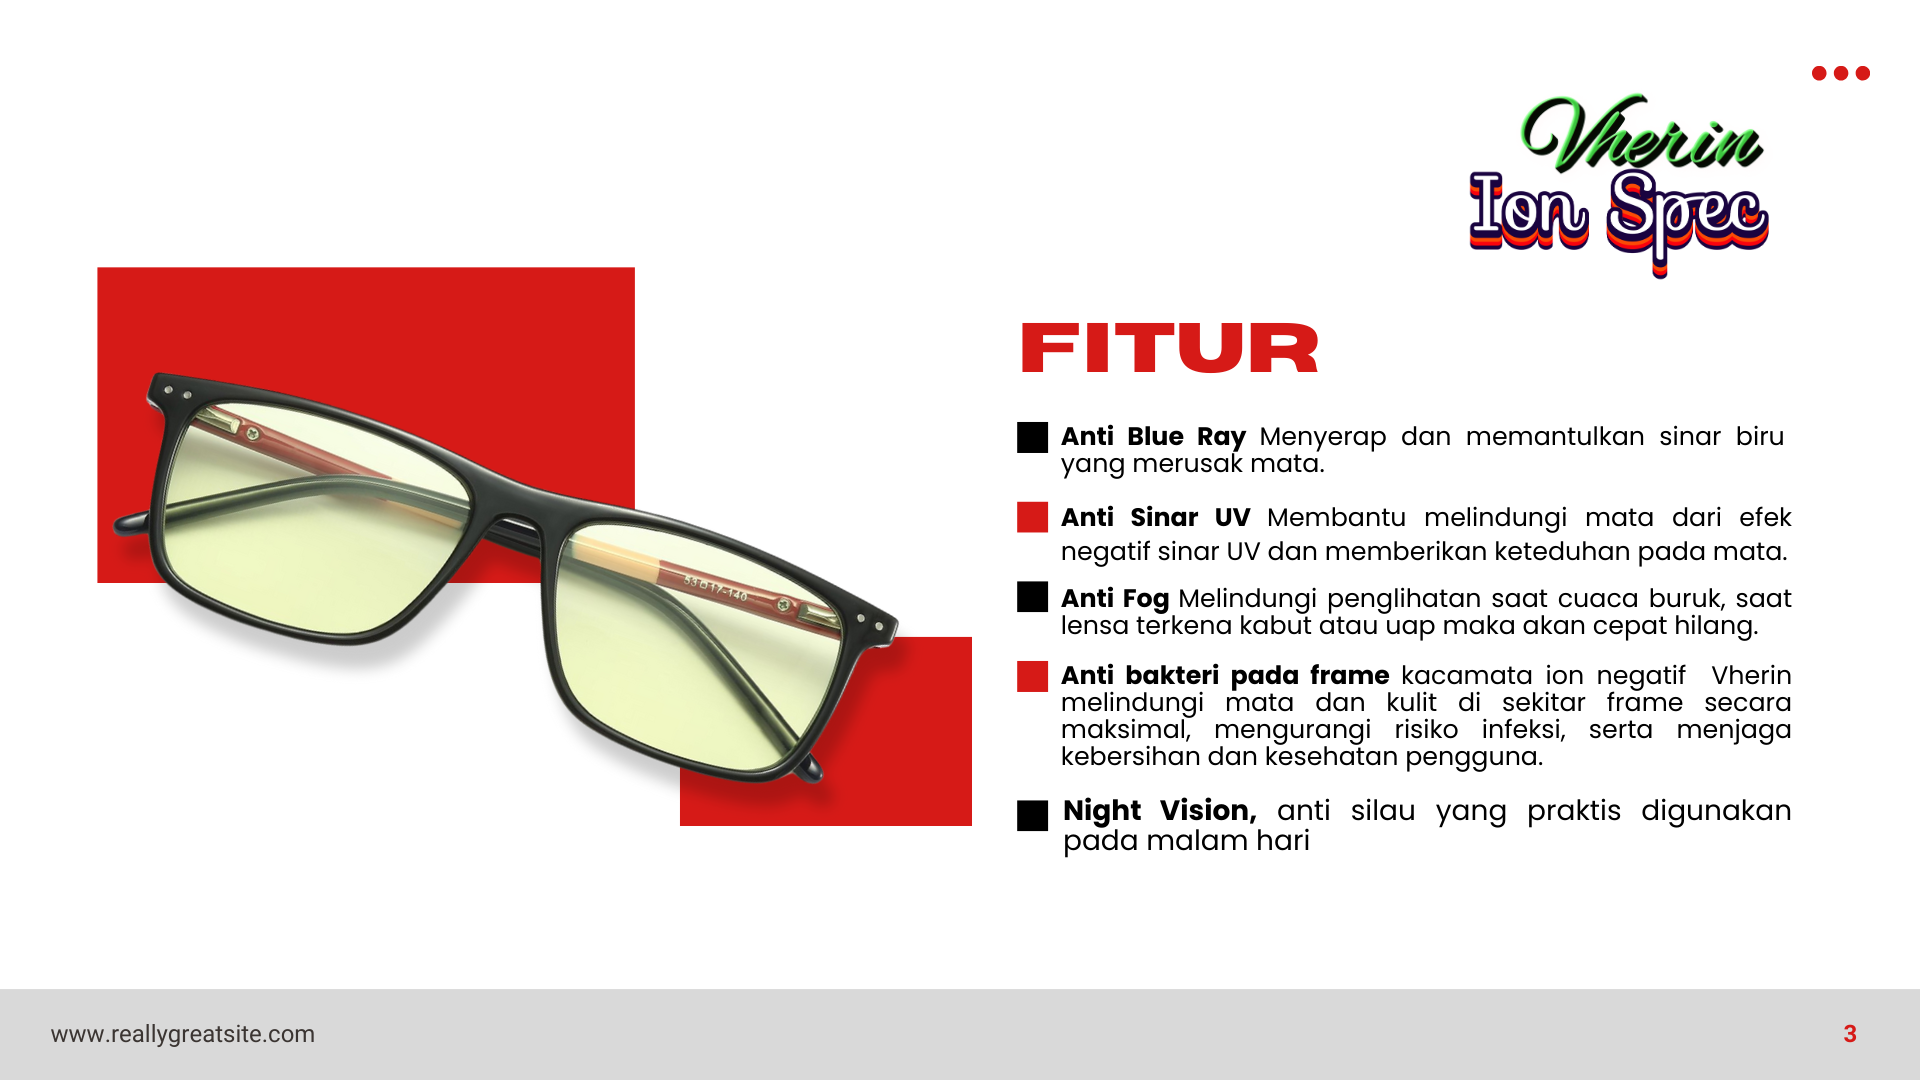 Vherin
Ion Spec
FITUR
Anti Blue Ray Menyerap dan memantulkan sinar biru
yang merusak mata.
Anti Sinar UV Membantu melindungi mata dari efek
negatif sinar UV dan memberikan keteduhan pada mata.
Anti Fog Melindungi penglihatan saat cuaca buruk, saat
lensa terkena kabut atau uap maka akan cepat hilang.
Anti bakteri pada frame kacamata ion negatif Vherin
melindungi mata dan kulit di sekitar frame secara
maksimal, mengurangi risiko infeksi, serta menjaga
kebersihan dan kesehatan pengguna.
Night Vision, anti silau yang praktis digunakan
pada malam hari
53□17-140
www.reallygreatsite.com
3